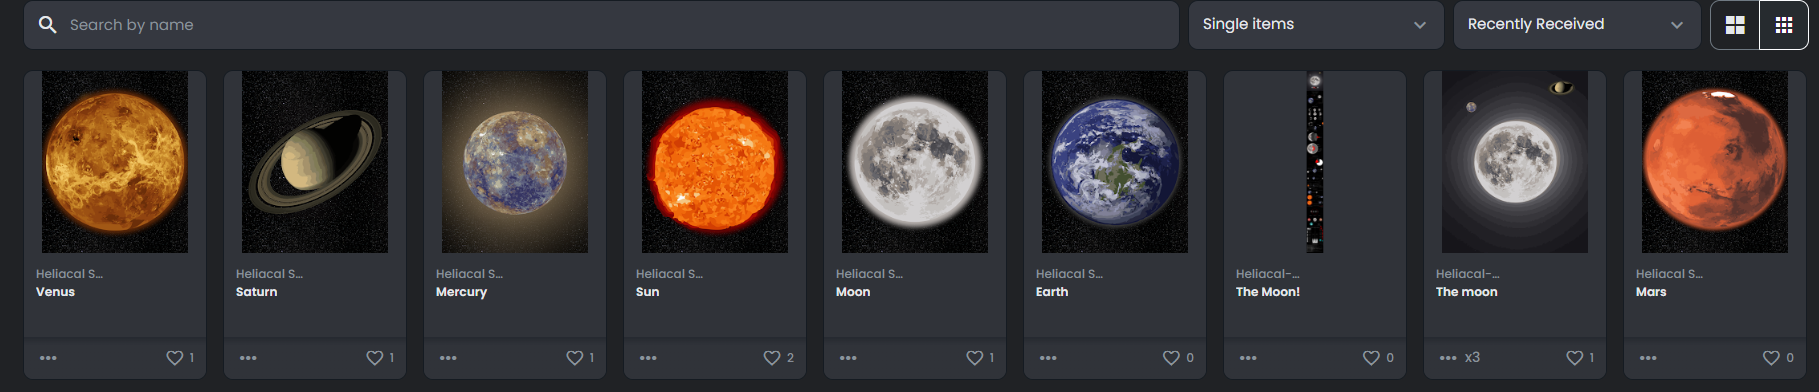 Search by name
Single items
Recently Received
Heliacal S...
Venus
1
Heliacal S...
Saturn
1
Heliacal S...
Mercury
1
Heliacal S...
Sun
2
Heliacal S...
Moon
1
Heliacal S...
Earth
0
Heliacal-...
The Moon!
0
Heliacal-...
The moon
x3
1
Heliacal S...
Mars
0